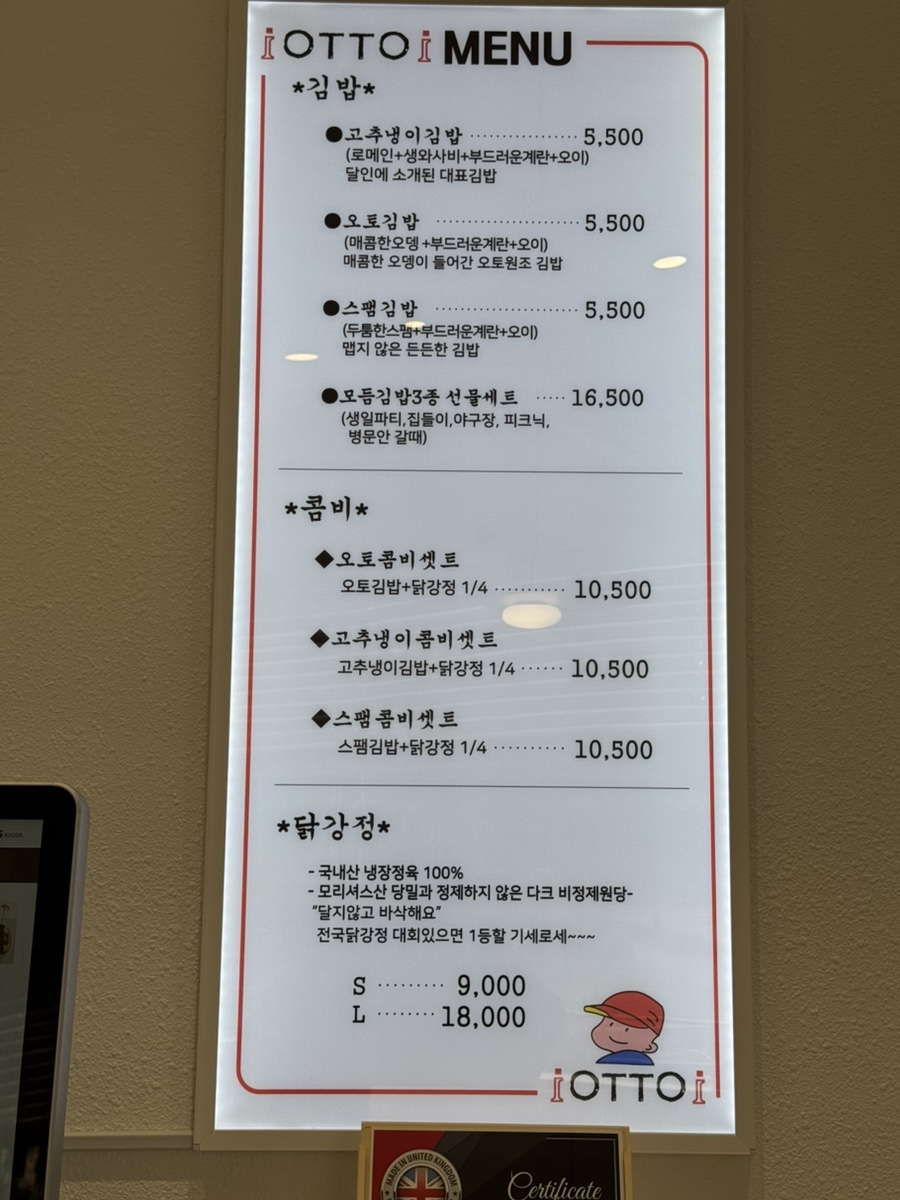 iOTTOi MENU
*김밥*
●고추냉이김밥 ·················· 5,500
(로메인+생와사비+부드러운계란+오이)
달인에 소개된 대표김밥
●오토김밥 ······················· 5,500
(매콤한오뎅+부드러운계란+오이)
매콤한 오뎅이 들어간 오토원조 김밥
●스팸김밥 ······················· 5,500
(두툼한스팸+부드러운계란+오이)
맵지 않은 든든한 김밥
●모듬김밥3종 선물세트 ····· 16,500
(생일파티,집들이,야구장, 피크닉,
병문안 갈때)
*콤비*
◆오토콤비셋트
오토김밥+닭강정 1/4 ··········· 10,500
◆고추냉이콤비셋트
고추냉이김밥+닭강정 1/4 ······ 10,500
◆스팸콤비셋트
스팸김밥+닭강정 1/4 ·········· 10,500
*닭강정*
- 국내산 냉장정육 100%
- 모리셔스산 당밀과 정제하지 않은 다크 비정제원당-
“달지않고 바삭해요”
전국닭강정 대회있으면 1등할 기세로세~~~
S ········· 9,000
L ········ 18,000
iOTTOi
KIOSK
MADE IN UNITED KINGDOM
Certificate